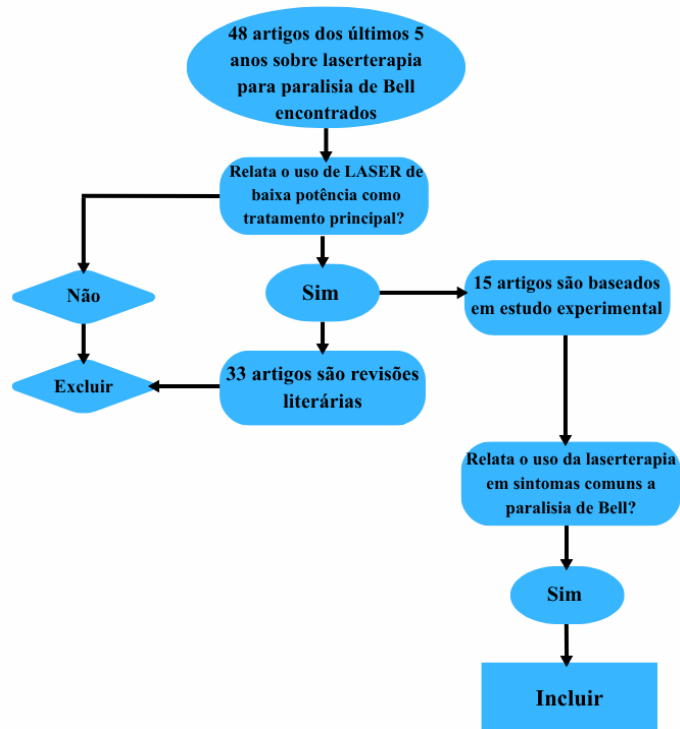 48 artigos dos últimos 5
anos sobre laserterapia
para paralisia de Bell
encontrados
Relata o uso de LASER de
baixa potência como
tratamento principal?
Não
Sim
15 artigos são baseados
em estudo experimental
Excluir
33 artigos são revisões
literárias
Relata o uso da laserterapia
em sintomas comuns a
paralisia de Bell?
Sim
Incluir